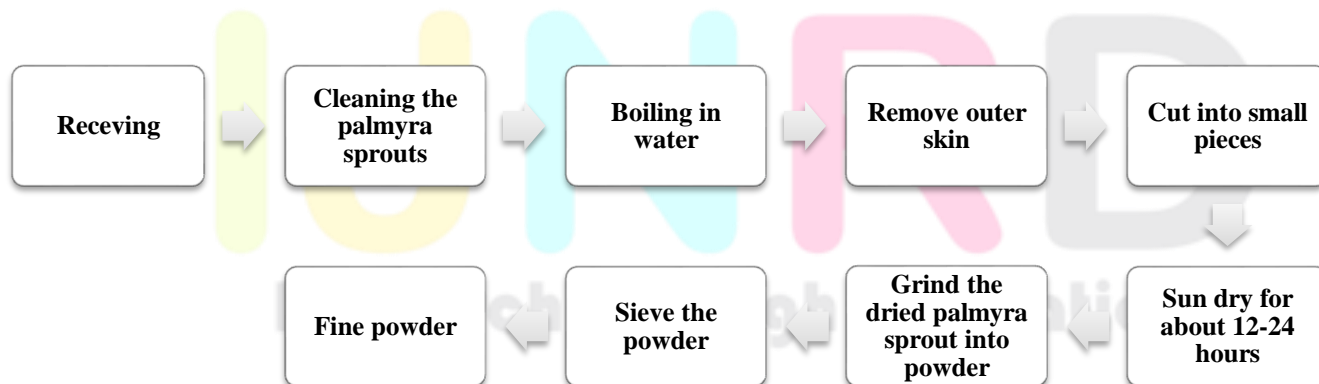 Receving
Cleaning the
palmyra
sprouts
Boiling in
water
Remove outer
skin
Cut into small
pieces
Sun dry for
about 12-24
hours
Grind the
dried palmyra
sprout into
powder
Sieve the
powder
Fine powder
IJNRD